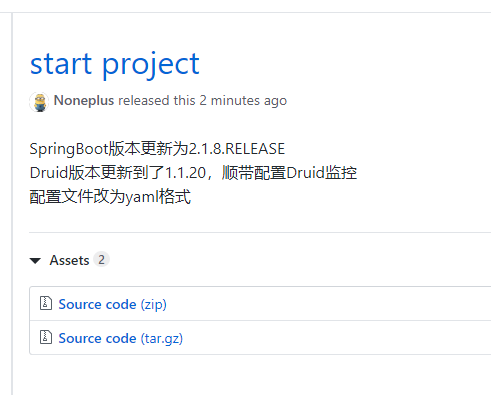 start project
Noneplus released this 2 minutes ago
SpringBoot版本更新为2.1.8.RELEASE
Druid版本更新到了1.1.20，顺带配置Druid监控
配置文件改为yaml格式
Assets 2
Source code (zip)
Source code (tar.gz)